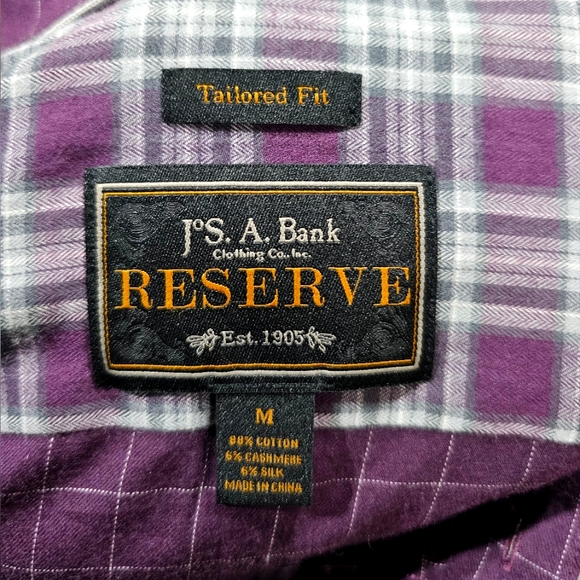 Tailored Fit
JoS. A. Bank
Clothing Co., Inc.
RESERVE
Est. 1905
M
88% COTTON
6% CASHMERE
6% SILK
MADE IN CHINA